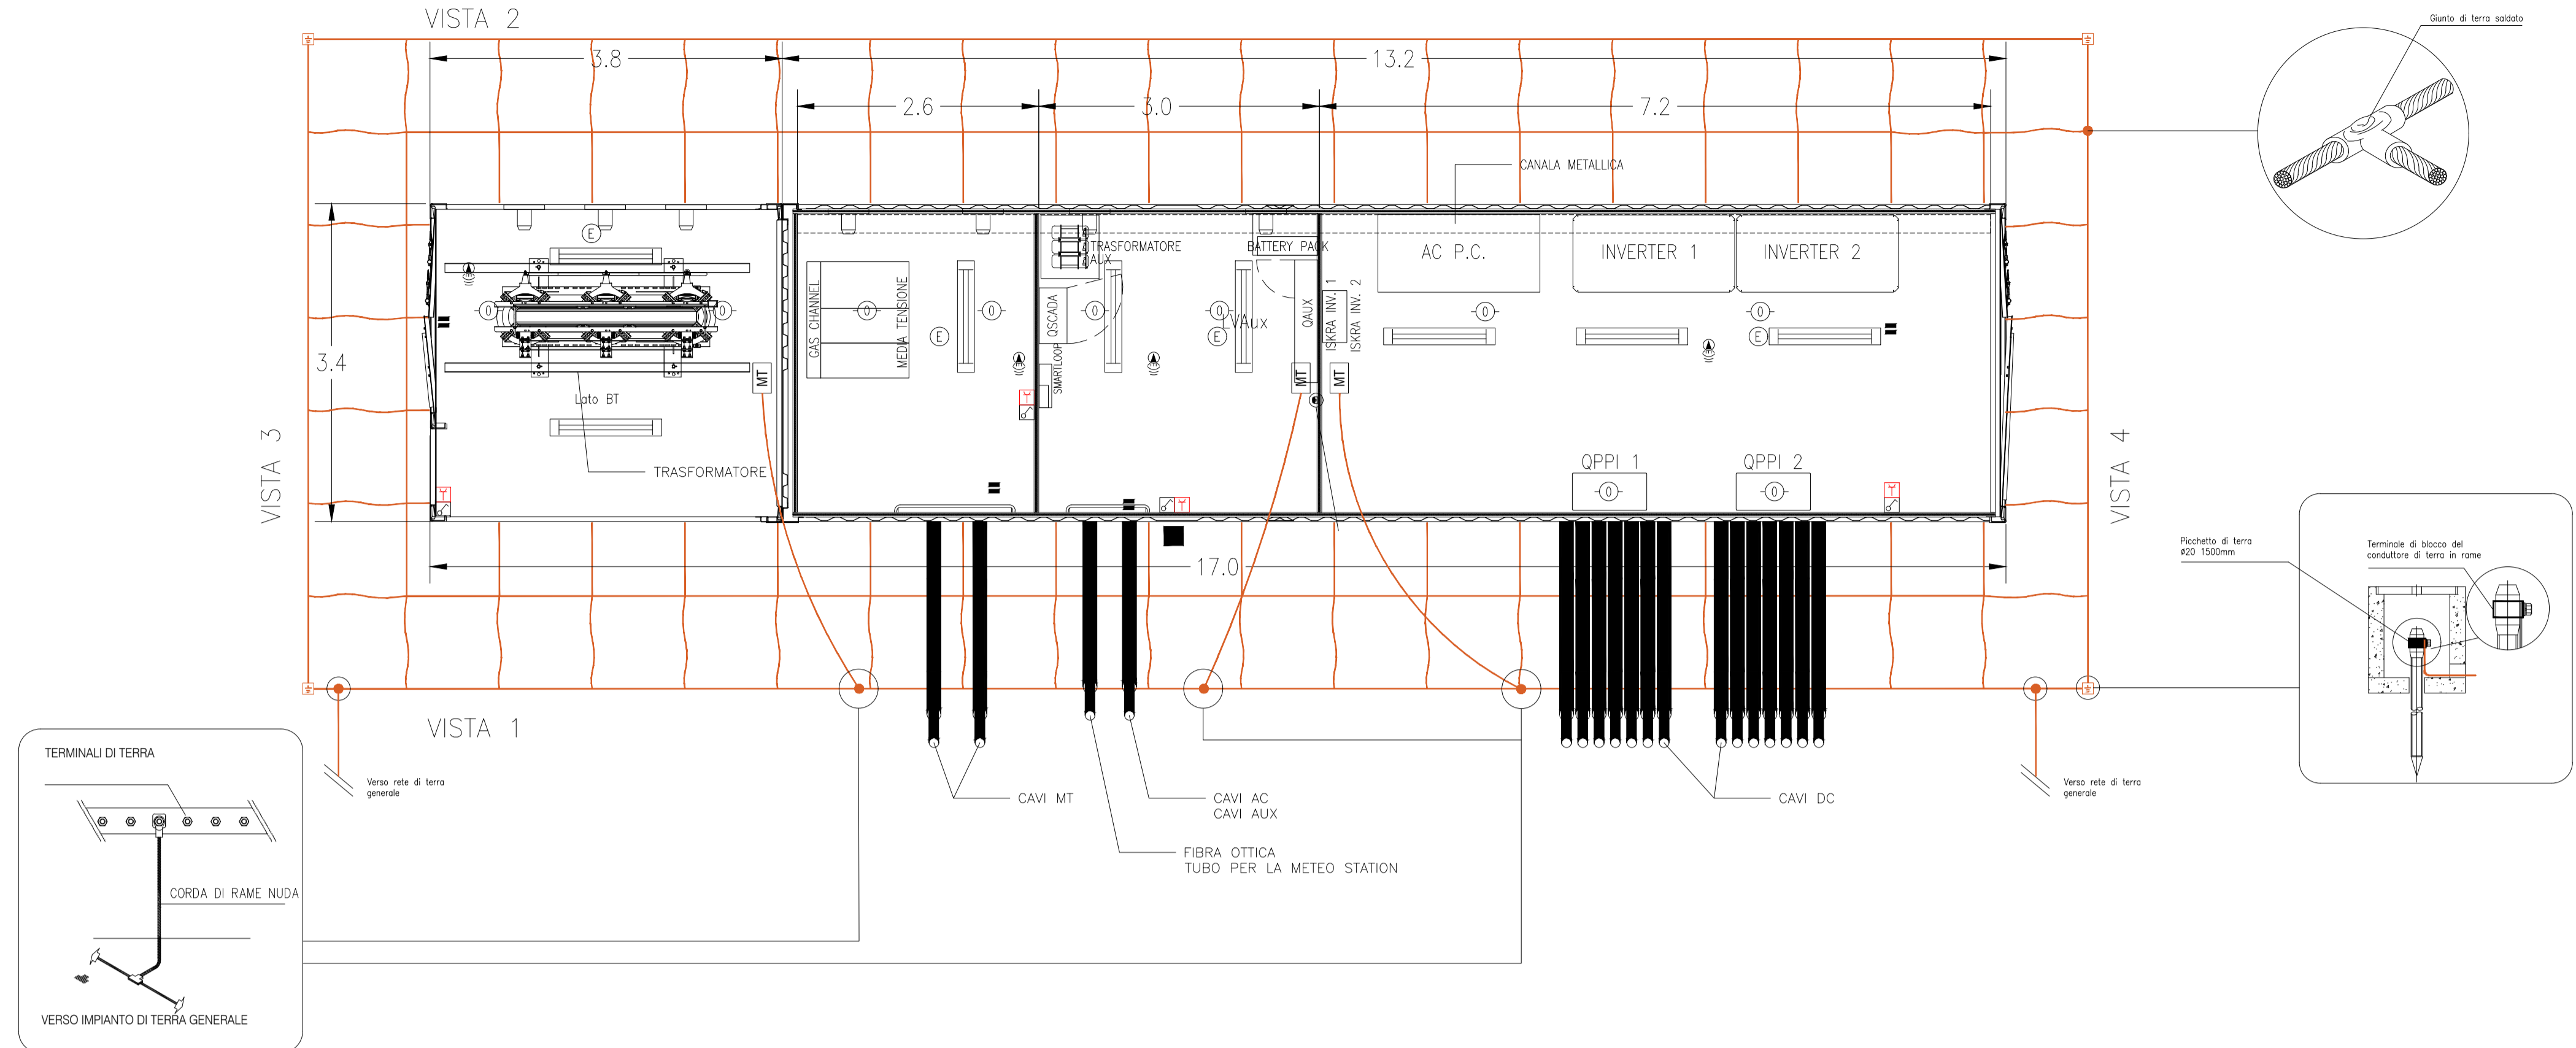 VISTA 2
Giunto di terra saldato
3.8
13.2
2.6
3.0
7.2
CANALA METALLICA
E
TRASFORMATORE
AUX
BATTERY PACK
AC P.C.
INVERTER 1
INVERTER 2
GAS CHANNEL
MEDIA TENSIONE
QSCADA
SMARTLOOP
LVAux
QAUX
ISKRA INV. 1
ISKRA INV. 2
E
E
E
3.4
MT
MT
MT
Lato BT
TRASFORMATORE
QPPI 1
QPPI 2
VISTA 3
VISTA 4
17.0
Picchetto di terra
ø20 1500mm
Terminale di blocco del
conduttore di terra in rame
VISTA 1
TERMINALI DI TERRA
Verso rete di terra
generale
Verso rete di terra
generale
CAVI MT
CAVI AC
CAVI AUX
CAVI DC
FIBRA OTTICA
TUBO PER LA METEO STATION
CORDA DI RAME NUDA
VERSO IMPIANTO DI TERRA GENERALE